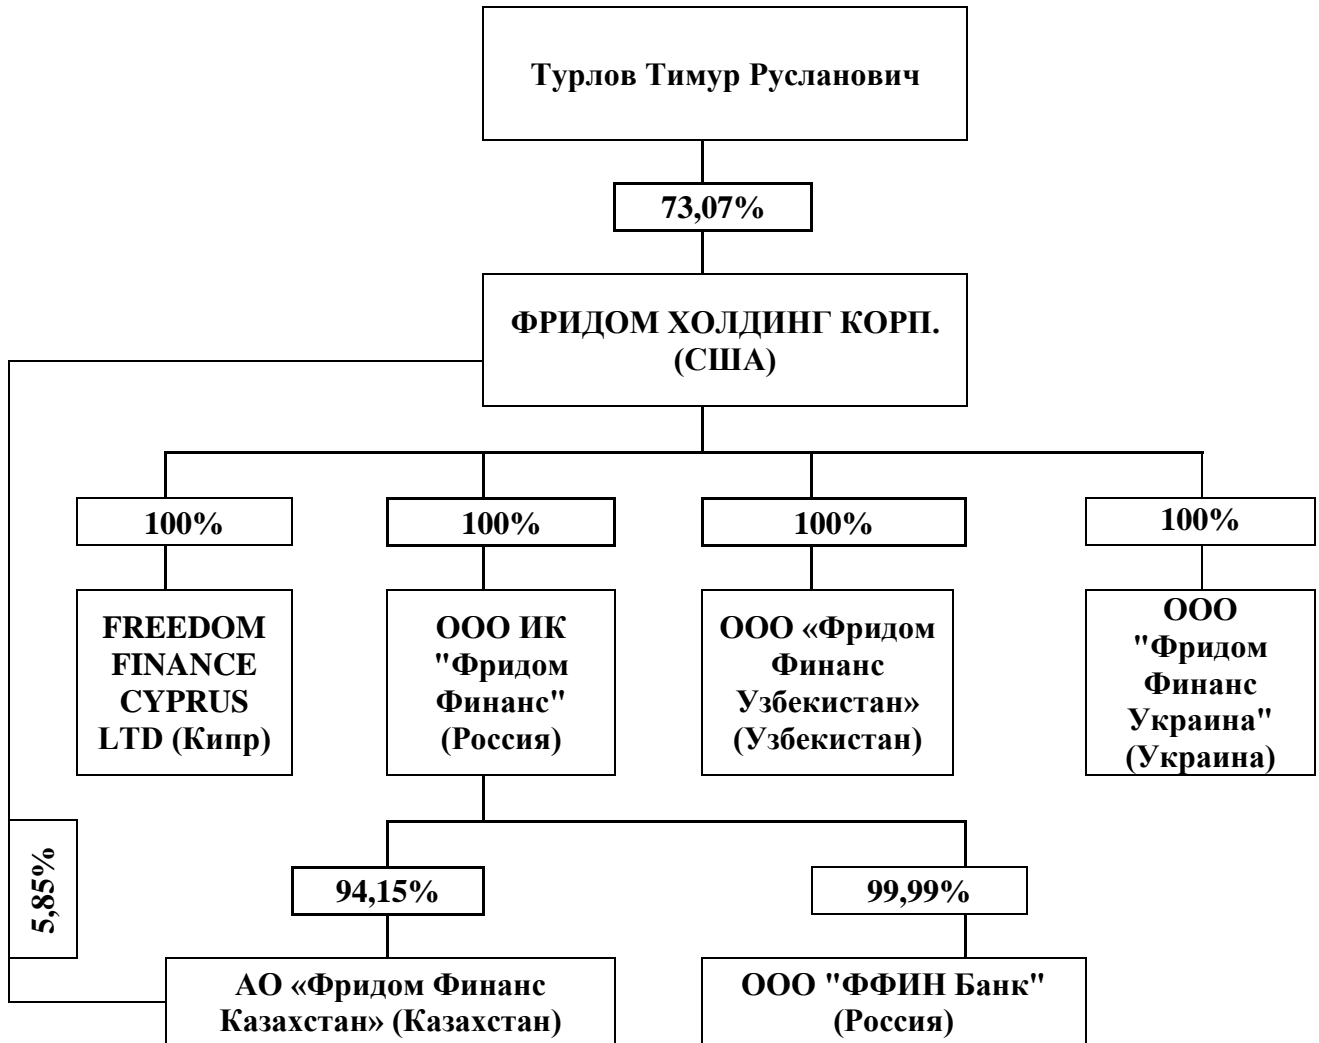 Турлов Тимур Русланович
73,07%
ФРИДОМ ХОЛДИНГ КОРП.
(США)
100%
100%
100%
100%
FREEDOM
FINANCE
CYPRUS
LTD (Кипр)
ООО ИК
"Фридом
Финанс"
(Россия)
ООО «Фридом
Финанс
Узбекистан»
(Узбекистан)
ООО
"Фридом
Финанс
Украина"
(Украина)
5,85%
94,15%
99,99%
АО «Фридом Финанс
Казахстан» (Казахстан)
ООО "ФФИН Банк"
(Россия)